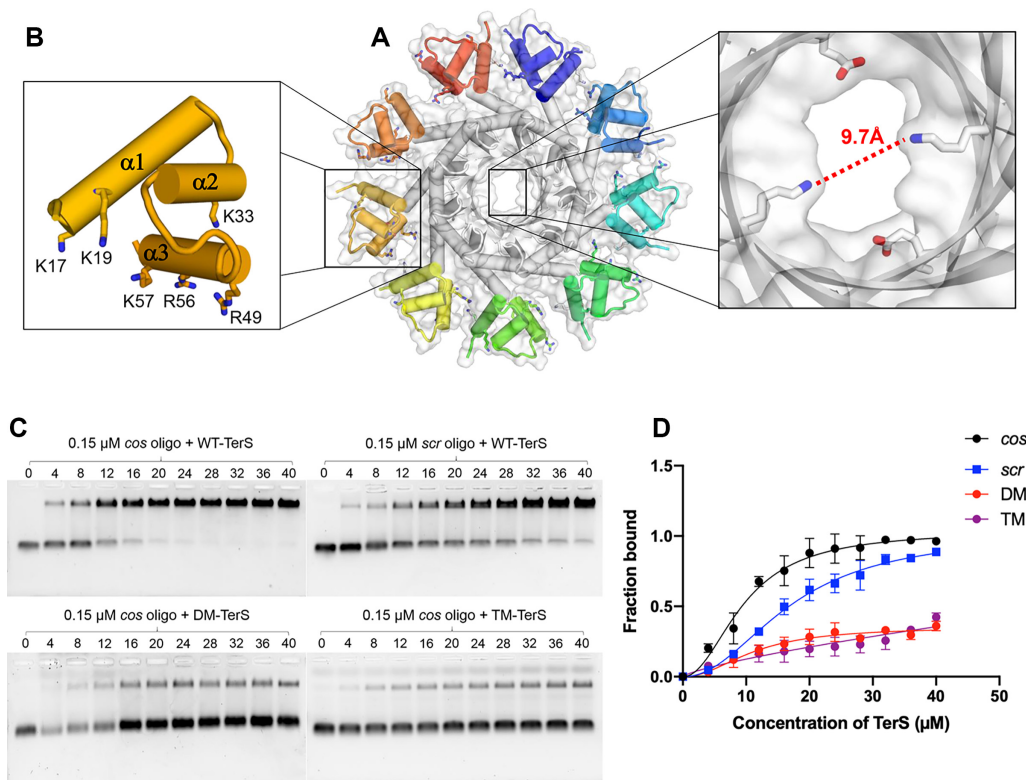 B
A
α1
α2
α3
K33
K17
K19
K57
R56
R49
9.7Å
C
0.15 µM cos oligo + WT-TerS
0 4 8 12 16 20 24 28 32 36 40
0.15 µM scr oligo + WT-TerS
0 4 8 12 16 20 24 28 32 36 40
0.15 µM cos oligo + DM-TerS
0 4 8 12 16 20 24 28 32 36 40
0.15 µM cos oligo + TM-TerS
0 4 8 12 16 20 24 28 32 36 40
D
cos
scr
DM
TM
Fraction bound
1.5
1.0
0.5
0.0
0 10 20 30 40 50
Concentration of TerS (µM)